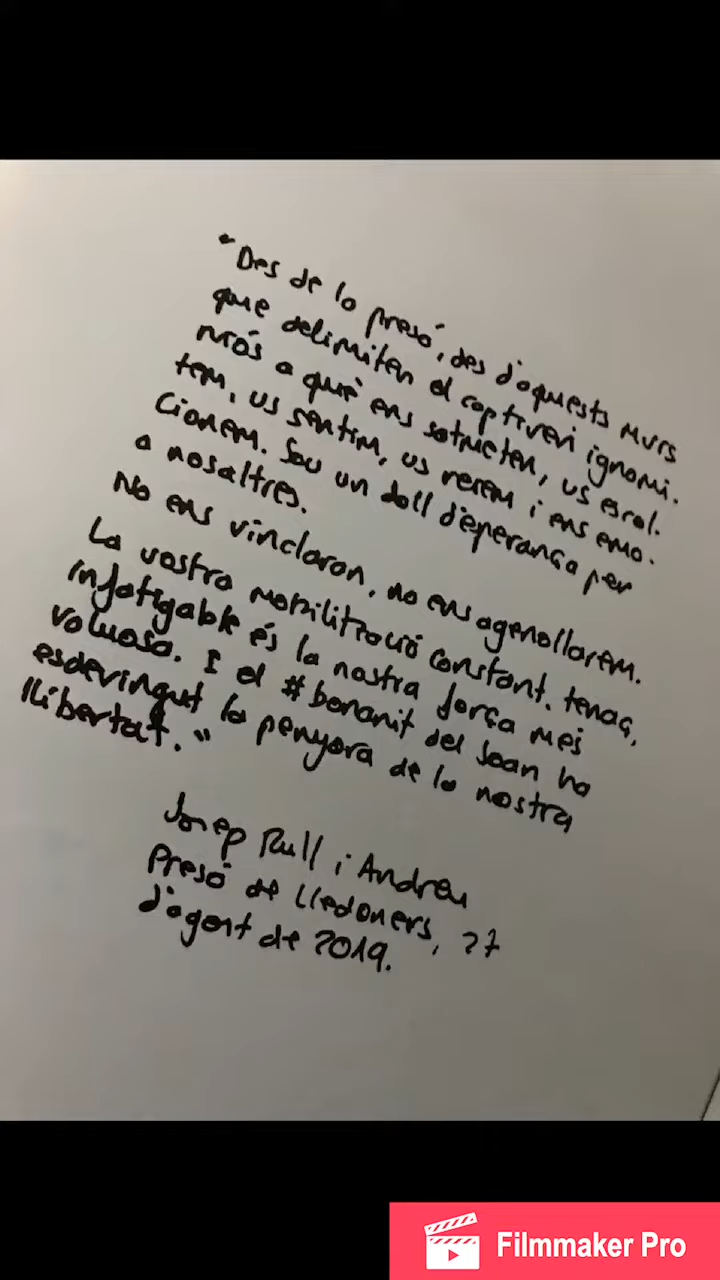 "Des de la presó, des d'aquests murs
que delimiten el captiveri ignomi-
niós a què ens sotmeten, us escol-
tem, us sentim, us veiem i ens emo-
cionem. Sou un doll d'esperança per
a nosaltres.
No ens vinclaran, no ens agenollarem.
La vostra mobilització constant, tenaç,
infatigable és la nostra força més
valuosa. I el #bonanit del Joan ha
esdevingut la penyora de la nostra
llibertat."
Josep Rull i Andreu
Presó de Lledoners, 27
d'agost de 2019.
Filmmaker Pro